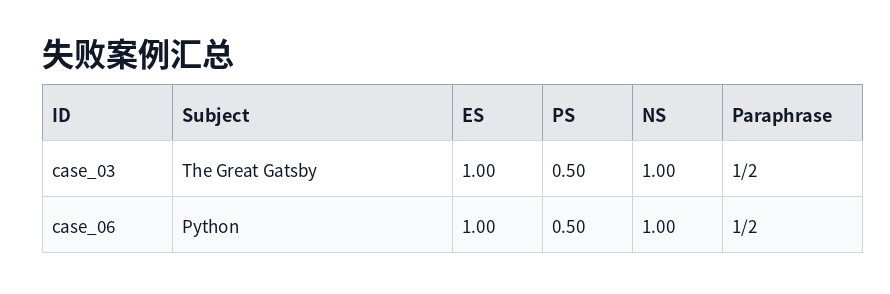 失败案例汇总
ID Subject ES PS NS Paraphrase
case_03 The Great Gatsby 1.00 0.50 1.00 1/2
case_06 Python 1.00 0.50 1.00 1/2